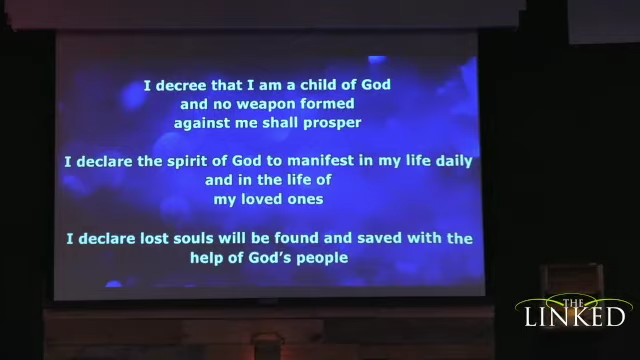 I decree that I am a child of God
and no weapon formed
against me shall prosper
I declare the spirit of God to manifest in my life daily
and in the life of
my loved ones
I declare lost souls will be found and saved with the
help of God's people
THE
LINKED